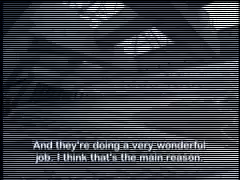 And they're doing a very wonderful
job. I think that's the main reason.